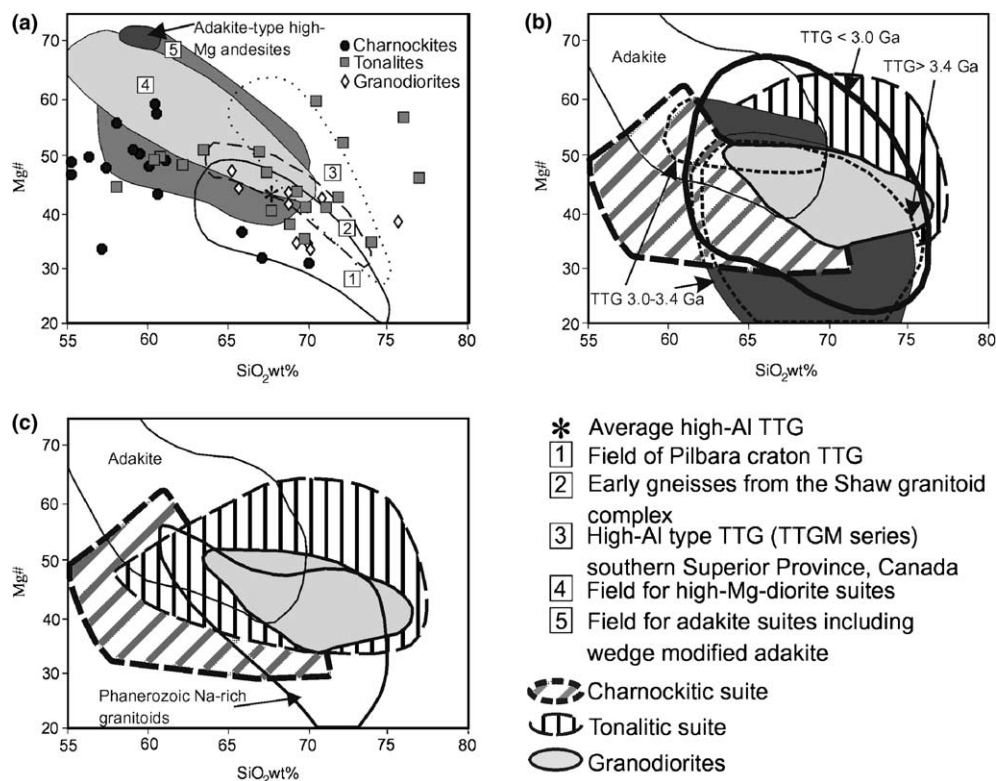 (a)
Adakite-type high-
Mg andesites
5
4
3
2
1
Charnockites
Tonalites
Granodiorites
70
60
50
40
30
20
Mg#
55 60 65 70 75 80
SiO2wt%
(b)
Adakite
TTG < 3.0 Ga
TTG> 3.4 Ga
TTG 3.0-3.4 Ga
70
60
50
40
30
20
Mg#
55 60 65 70 75 80
SiO2wt%
(c)
Adakite
Phanerozoic Na-rich
granitoids
70
60
50
40
30
20
Mg#
55 60 65 70 75 80
SiO2wt%
* Average high-Al TTG
1 Field of Pilbara craton TTG
2 Early gneisses from the Shaw granitoid
complex
3 High-Al type TTG (TTGM series)
southern Superior Province, Canada
4 Field for high-Mg-diorite suites
5 Field for adakite suites including
wedge modified adakite
Charnockitic suite
Tonalitic suite
Granodiorites